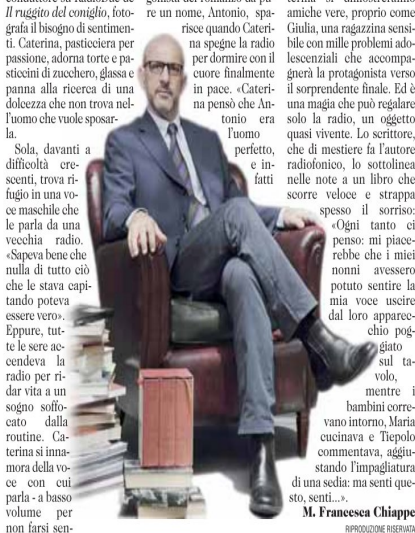 conduttore su RadioDue de
Il ruggito del coniglio, foto-
grafa il bisogno di sentimen-
ti. Caterina, pasticciera per
passione, adorna torte e pa-
sticcini di zucchero, glassa e
panna alla ricerca di una
dolcezza che non trova nel-
l'uomo che vuole sposar-
la.
Sola, davanti a
difficoltà cre-
scenti, trova ri-
fugio in una vo-
ce maschile che
le parla da una
vecchia radio.
«Sapeva bene che
nulla di tutto ciò
che le stava capi-
tando poteva
essere vero».
Eppure, tut-
te le sere ac-
cendeva la
radio per ri-
dar vita a un
sogno soffo-
cato dalla
routine. Ca-
terina si inna-
mora della vo-
ce con cui
parla - a basso
volume per
non farsi sen-
re un nome, Antonio, spa-
risce quando Cateri-
na spegne la radio
per dormire con il
cuore finalmente
in pace. «Cateri-
na pensò che An-
tonio era
l'uomo
perfetto,
e in-
fatti
amiche vere, proprio come
Giulia, una ragazzina sensi-
bile con mille problemi ado-
lescenziali che accompa-
gnerà la protagonista verso
il sorprendente finale. Ed è
una magia che può regalare
solo la radio, un oggetto
quasi vivente. Lo scrittore,
che di mestiere fa l'autore
radiofonico, lo sottolinea
nelle note a un libro che
scorre veloce e strappa
spesso il sorriso:
«Ogni tanto ci
penso: mi piace-
rebbe che i miei
nonni avessero
potuto sentire la
mia voce uscire
dal loro apparec-
chio pog-
giato
sul ta-
volo,
mentre i
bambini corre-
vano intorno, Maria
cucinava e Tiepolo
commentava, aggiu-
stando l'impagliatura
di una sedia: ma senti que-
sto, senti...».
M. Francesca Chiappe
RIPRODUZIONE RISERVATA